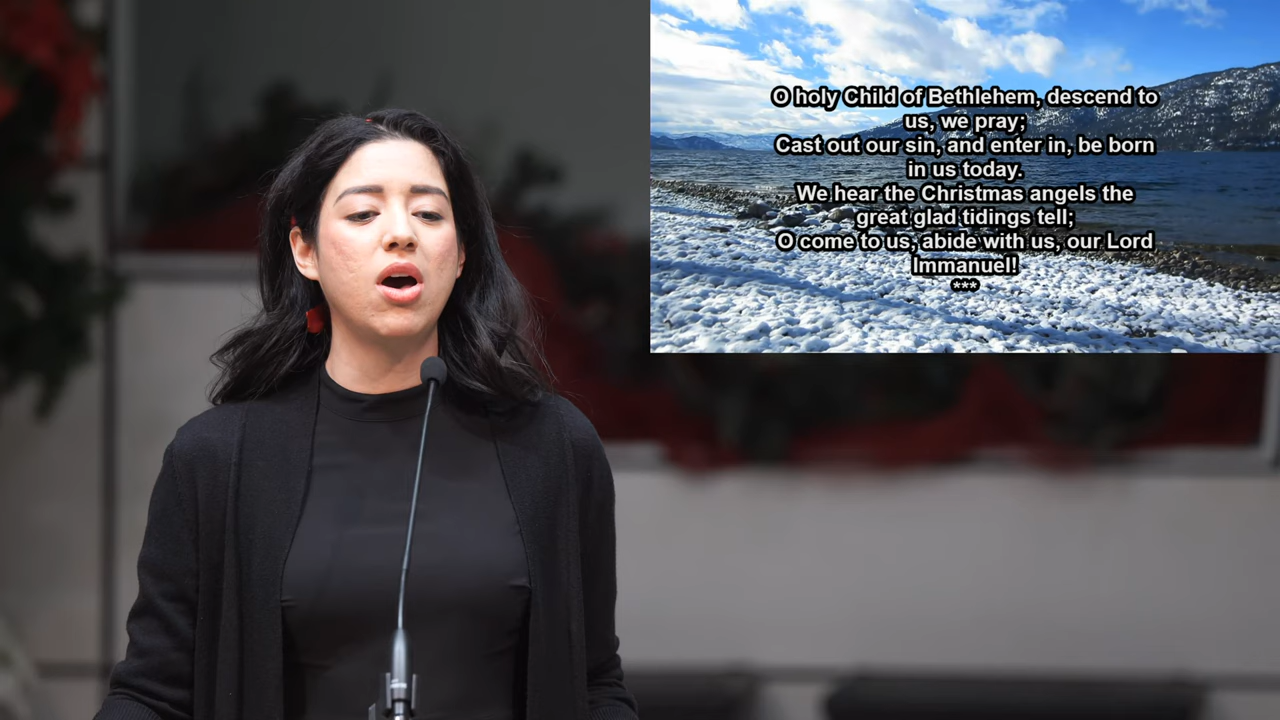 O holy Child of Bethlehem, descend to
us, we pray;
Cast out our sin, and enter in, be born
in us today.
We hear the Christmas angels the
great glad tidings tell;
O come to us, abide with us, our Lord
Immanuel!
***